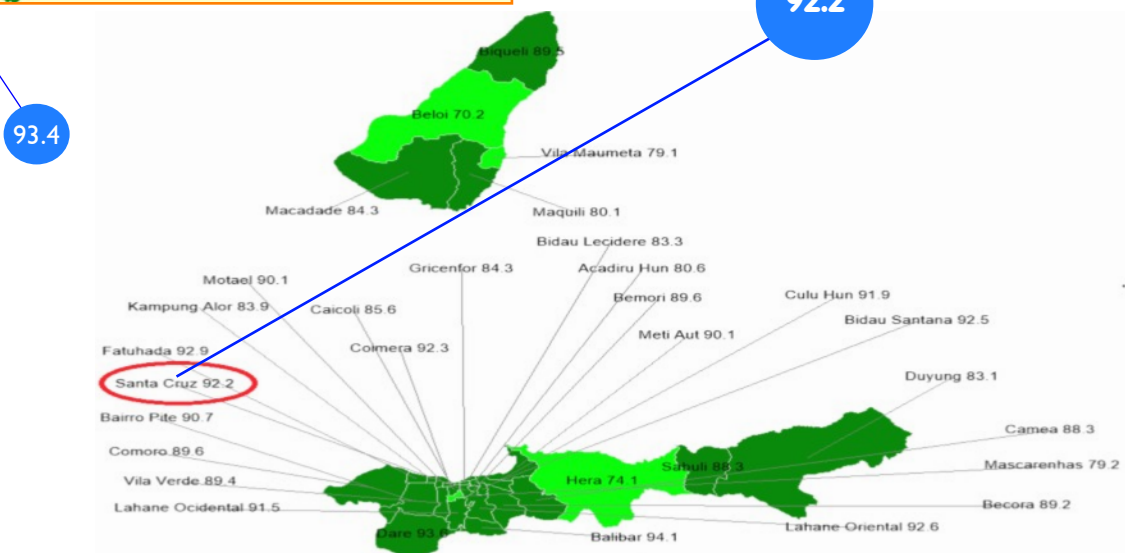 92.2
Biqueli 89.5
93.4
Beloi 70.2
Vila Maumeta 79.1
Macadade 84.3
Maquili 80.1
Bidau Lecidere 83.3
Gricenfor 84.3
Acadiru Hun 80.6
Motael 90.1
Bemori 89.6
Culu Hun 91.9
Kampung Alor 83.9
Caicoli 85.6
Bidau Santana 92.5
Meti Aut 90.1
Coimera 92.3
Fatuhada 92.9
Duyung 83.1
Santa Cruz 92.2
Bairro Pite 90.7
Camea 88.3
Comoro 89.6
Sabuli 88.3
Mascarenhas 79.2
Vila Verde 89.4
Hera 74.1
Lahane Ocidental 91.5
Becora 89.2
Lahane Oriental 92.6
Dare
Balibar 94.1